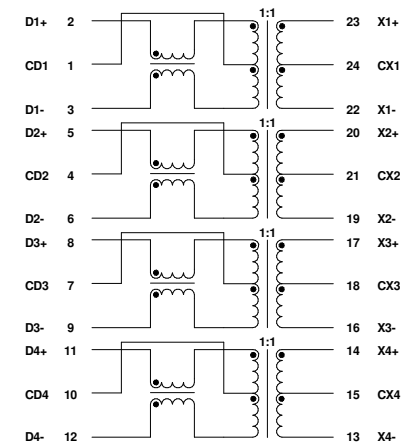 1:1
D1+ 2 23 X1+
CD1 1 24 CX1
D1- 3 22 X1-
1:1
D2+ 5 20 X2+
CD2 4 21 CX2
D2- 6 19 X2-
1:1
D3+ 8 17 X3+
CD3 7 18 CX3
D3- 9 16 X3-
1:1
D4+ 11 14 X4+
CD4 10 15 CX4
D4- 12 13 X4-